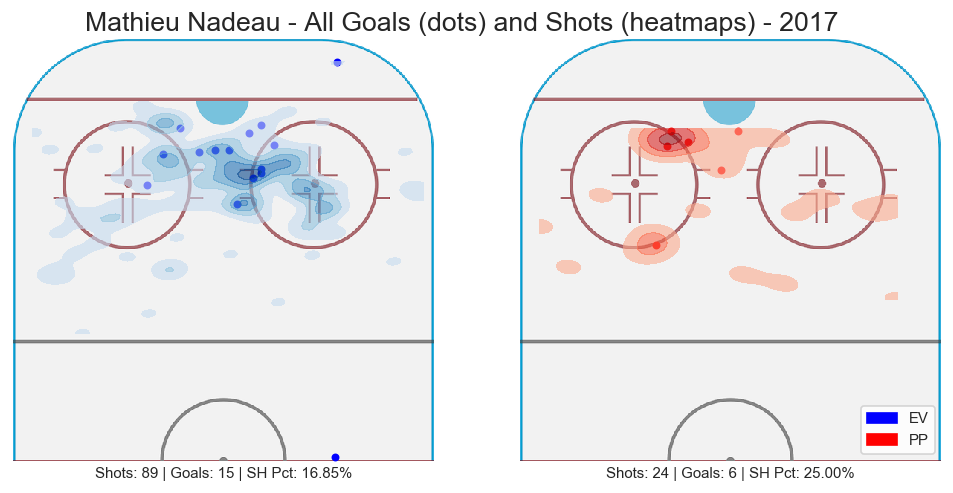 Mathieu Nadeau - All Goals (dots) and Shots (heatmaps) - 2017
EV
PP
Shots: 89 | Goals: 15 | SH Pct: 16.85%
Shots: 24 | Goals: 6 | SH Pct: 25.00%